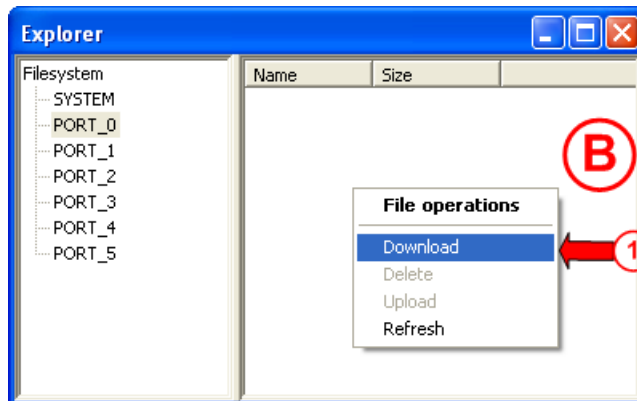 Explorer
Filesystem
SYSTEM
PORT_0
PORT_1
PORT_2
PORT_3
PORT_4
PORT_5
Name Size
B
File operations
Download
1
Delete
Upload
Refresh